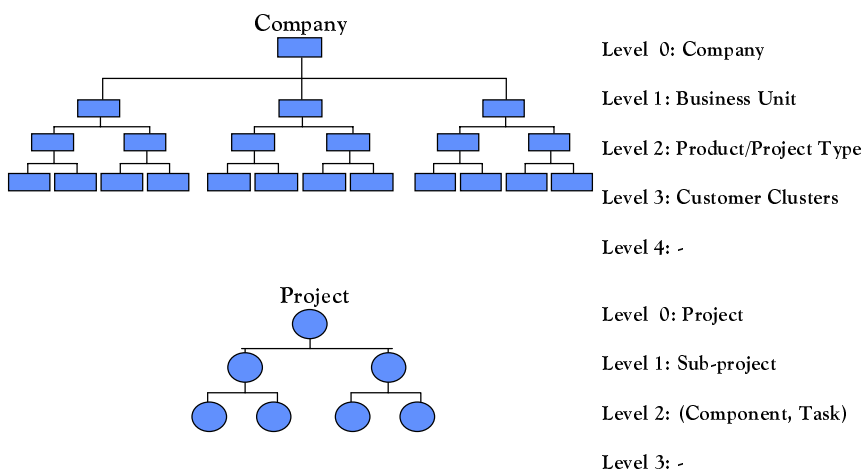 Company
Level 0: Company
Level 1: Business Unit
Level 2: Product/Project Type
Level 3: Customer Clusters
Level 4: -
Project
Level 0: Project
Level 1: Sub-project
Level 2: (Component, Task)
Level 3: -